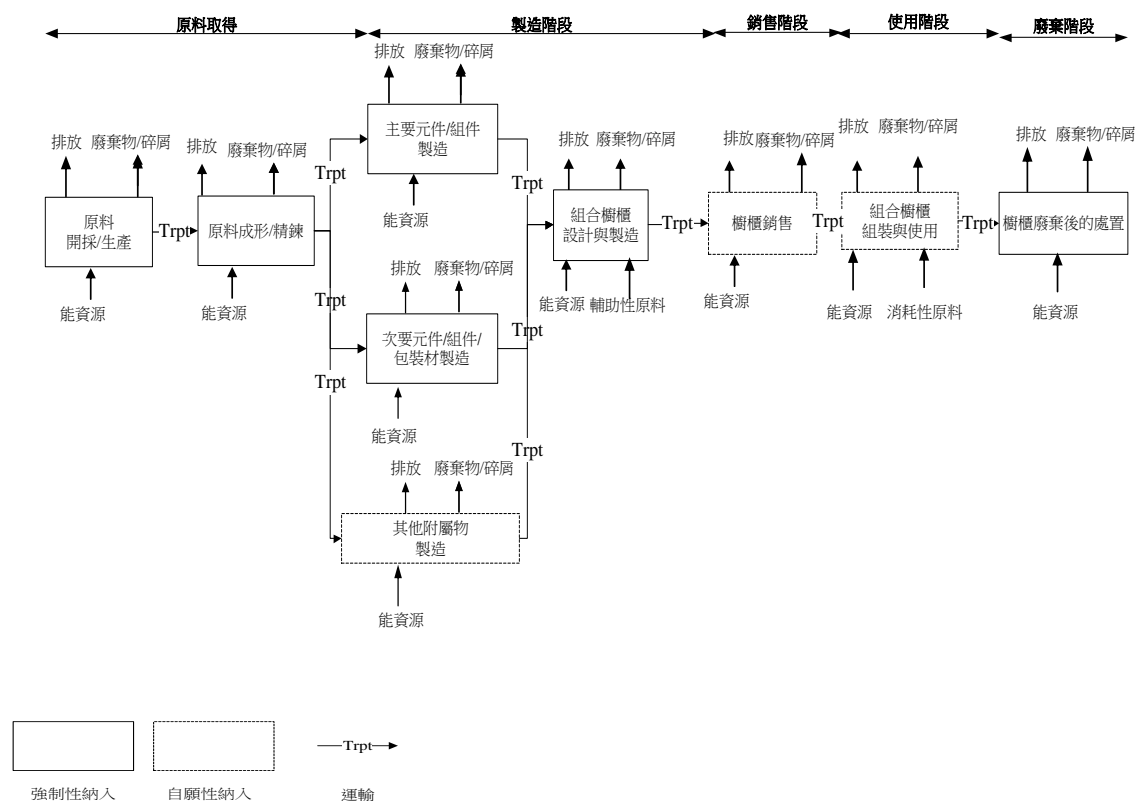 原料取得
製造階段
銷售階段
使用階段
廢棄階段
排放 廢棄物/碎屑
原料
開採/生產
能資源
Trpt
排放 廢棄物/碎屑
原料成形/精鍊
能資源
Trpt
Trpt
Trpt
排放 廢棄物/碎屑
主要元件/組件
製造
能資源
排放 廢棄物/碎屑
次要元件/組件/
包裝材製造
能資源
排放 廢棄物/碎屑
其他附屬物
製造
能資源
Trpt
Trpt
Trpt
排放 廢棄物/碎屑
組合櫥櫃
設計與製造
能資源 輔助性原料
Trpt
排放 廢棄物/碎屑
櫥櫃銷售
能資源
Trpt
排放 廢棄物/碎屑
組合櫥櫃
組裝與使用
能資源 消耗性原料
Trpt
排放 廢棄物/碎屑
櫥櫃廢棄後的處置
能資源
Trpt
強制性納入
自願性納入
運輸